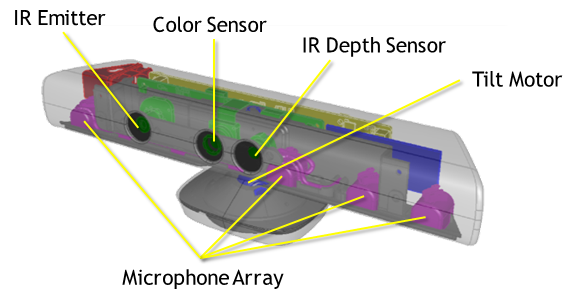 IR Emitter
Color Sensor
IR Depth Sensor
Tilt Motor
Microphone Array